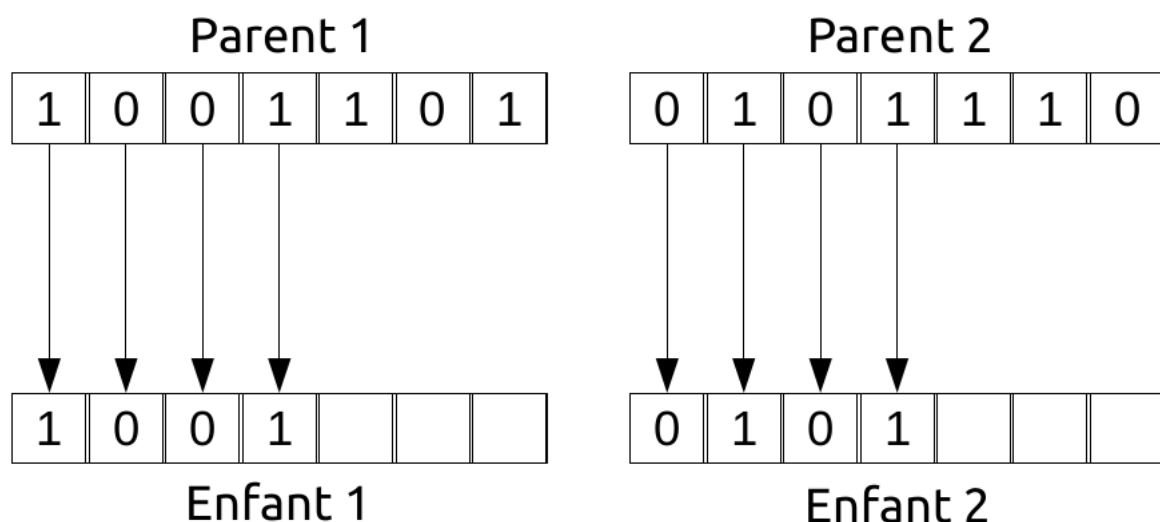 Parent 1 Parent 2
1 0 0 1 1 0 1 0 1 0 1 1 1 0
1 0 0 1 0 1 0 1
Enfant 1 Enfant 2